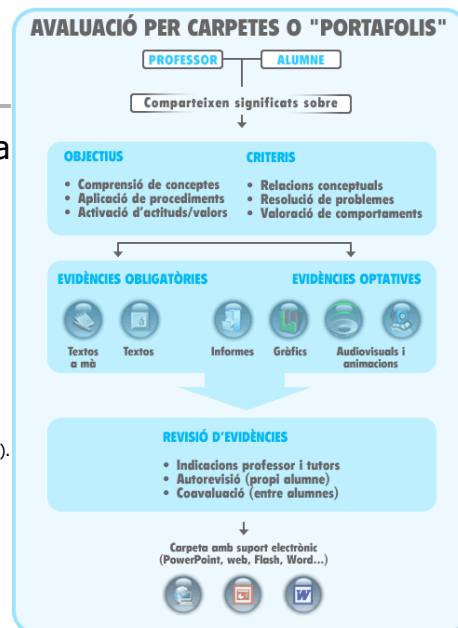 AVALUACIÓ PER CARPETES O "PORTAFOLIS"
PROFESSOR ALUMNE
Comparteixen significats sobre
a
OBJECTIUS
• Comprensió de conceptes
• Aplicació de procediments
• Activació d'actituds/valors
CRITERIS
• Relacions conceptuals
• Resolució de problemes
• Valoració de comportaments
EVIDÈNCIES OBLIGATÒRIES
EVIDÈNCIES OPTATIVES
Textos
a mà
Textos
Informes
Gràfics
Audiovisuals i
animacions
REVISIÓ D'EVIDÈNCIES
).
• Indicacions professor i tutors
• Autorevisió (propi alumne)
• Coavaluació (entre alumnes)
Carpeta amb suport electrònic
(PowerPoint, web, Flash, Word...)
W